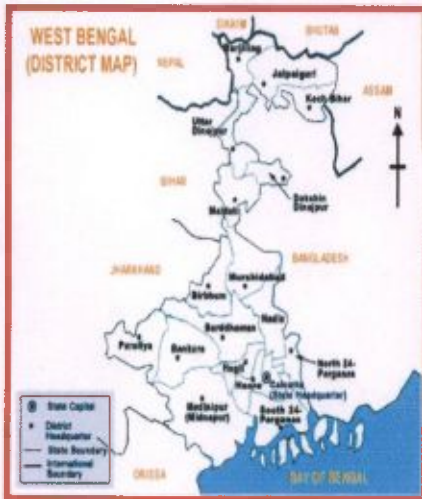 WEST BENGAL
(DISTRICT MAP)
SIKKIM
BHUTAN
NEPAL
Darjiling
Jalpaiguri
Koch Bihar
ASSAM
N
Uttar
Dinajpur
BIHAR
Dakshin
Dinajpur
Maldah
JHARKHAND
BANGLADESH
Murshidabad
Birbhum
Nadia
Barddhaman
Puruliya
Bankura
North 24-
Parganas
Hugli
Calcutta
(State Headquarter)
Medinipur
(Midnapur)
South 24-
Parganas
State Capital
District
Headquarter
State Boundary
International
Boundary
ORISSA
BAY OF BENGAL